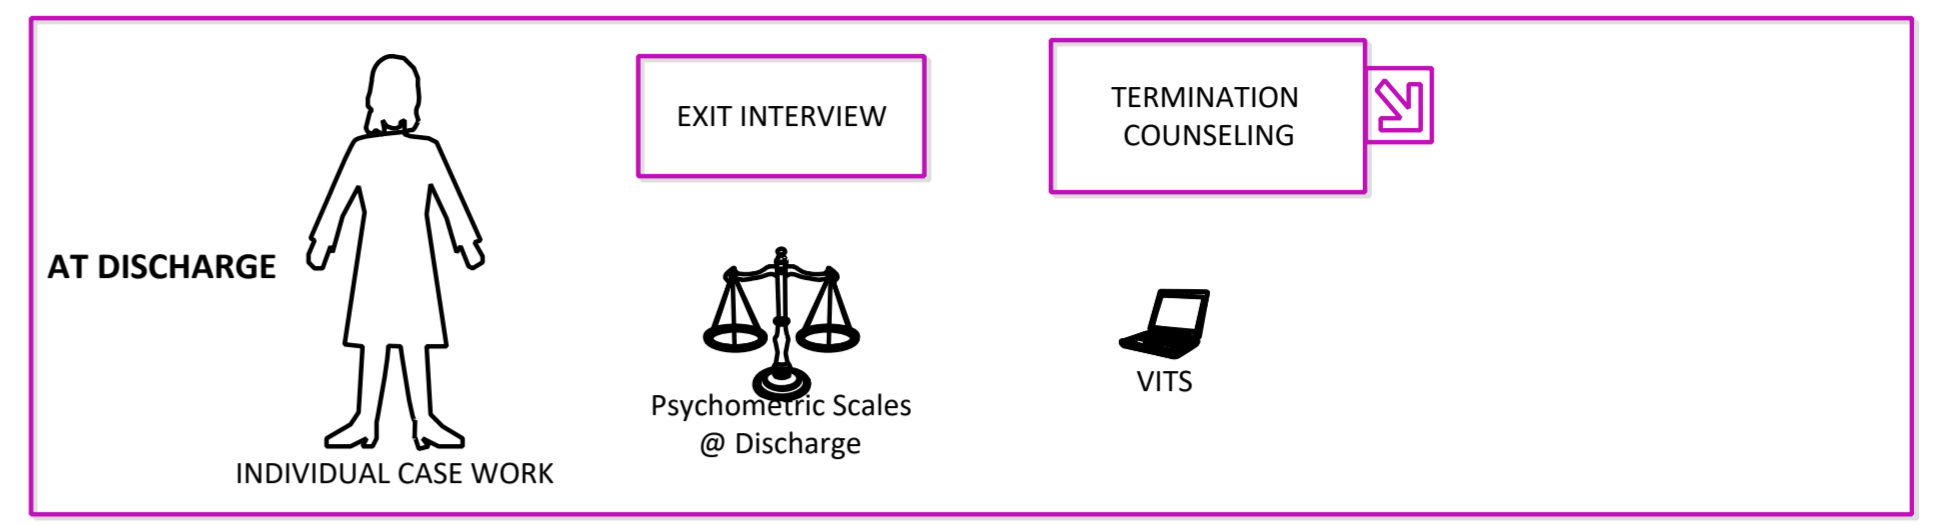 AT DISCHARGE
INDIVIDUAL CASE WORK
EXIT INTERVIEW
Psychometric Scales
@ Discharge
TERMINATION
COUNSELING
VITS